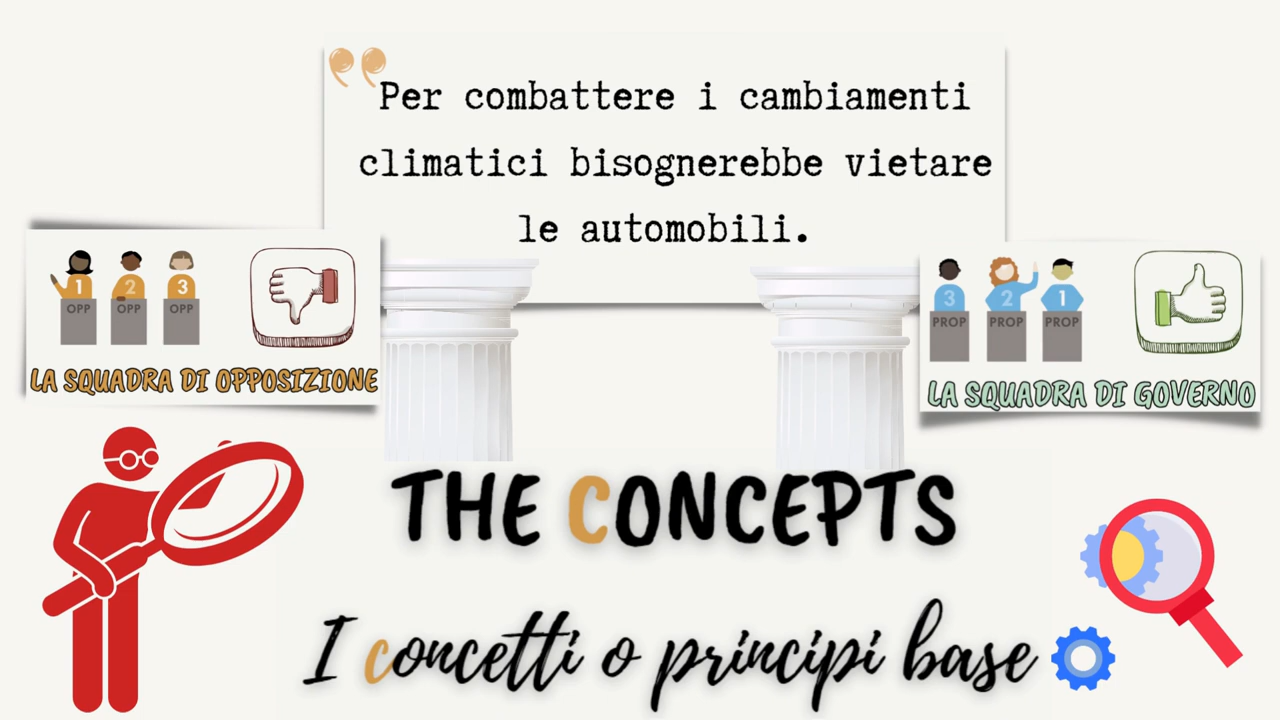 Per combattere i cambiamenti
climatici bisognerebbe vietare
le automobili.
1 2 3
OPP OPP OPP
LA SQUADRA DI OPPOSIZIONE
3 2 1
PROP PROP PROP
LA SQUADRA DI GOVERNO
THE CONCEPTS
I concetti o principi base